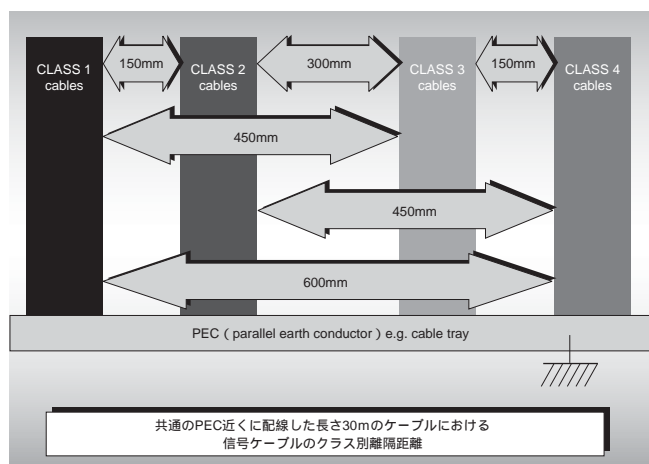 CLASS 1
cables
150mm
CLASS 2
cables
300mm
CLASS 3
cables
150mm
CLASS 4
cables
450mm
450mm
600mm
PEC ( parallel earth conductor ) e.g. cable tray
共通のPEC近くに配線した長さ30mのケーブルにおける
信号ケーブルのクラス別離隔距離